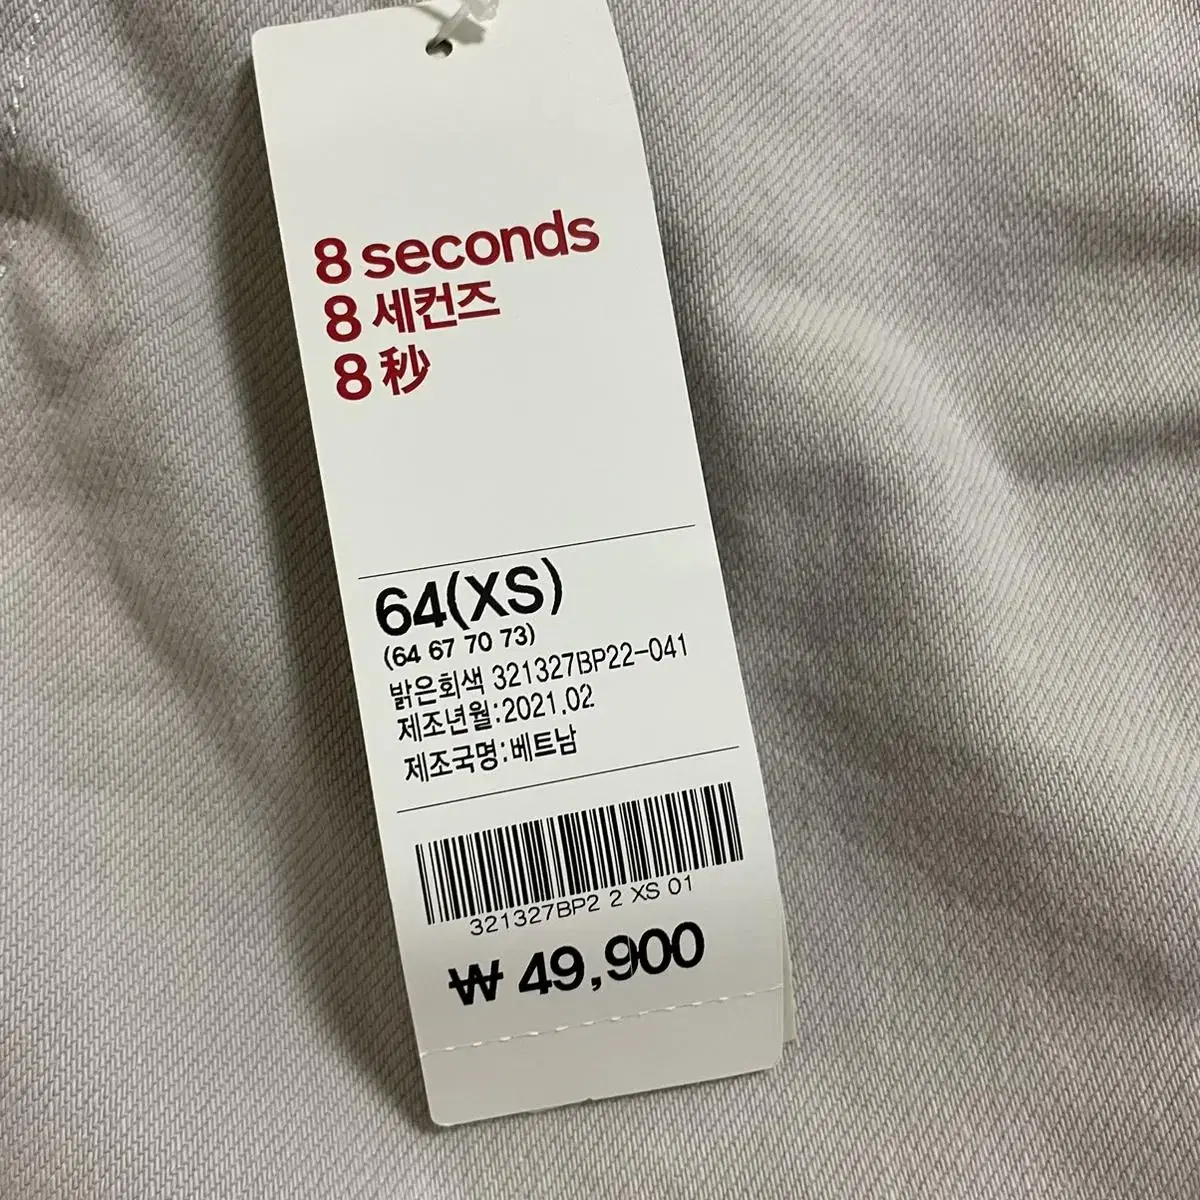 8 seconds
8 세컨즈
8 秒
64(XS)
(64 67 70 73)
밝은회색 321327BP22-041
제조년월:2021.02
제조국명:베트남
321327BP2 2 XS 01
₩ 49,900